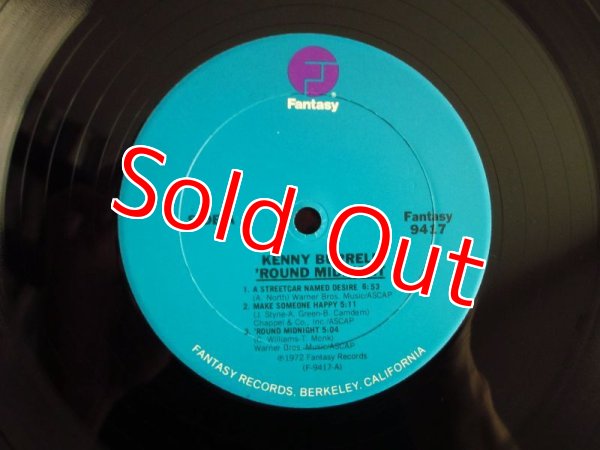 Fantasy
Sold Out
Fantasy
9417
KENNY BURRELL
'ROUND MIDNIGHT
1. A STREETCAR NAMED DESIRE 6:53
(A. North) Warner Bros. Music/ASCAP
2. MAKE SOMEONE HAPPY 5:11
(J. Styne-A. Green-B. Camdam)
Chappel & Co., Inc./ASCAP
3. 'ROUND MIDNIGHT 5:04
(C. Williams-T. Monk)
Warner Bros. Music/ASCAP
℗1972 Fantasy Records
(F-9417-A)
FANTASY RECORDS, BERKELEY, CALIFORNIA